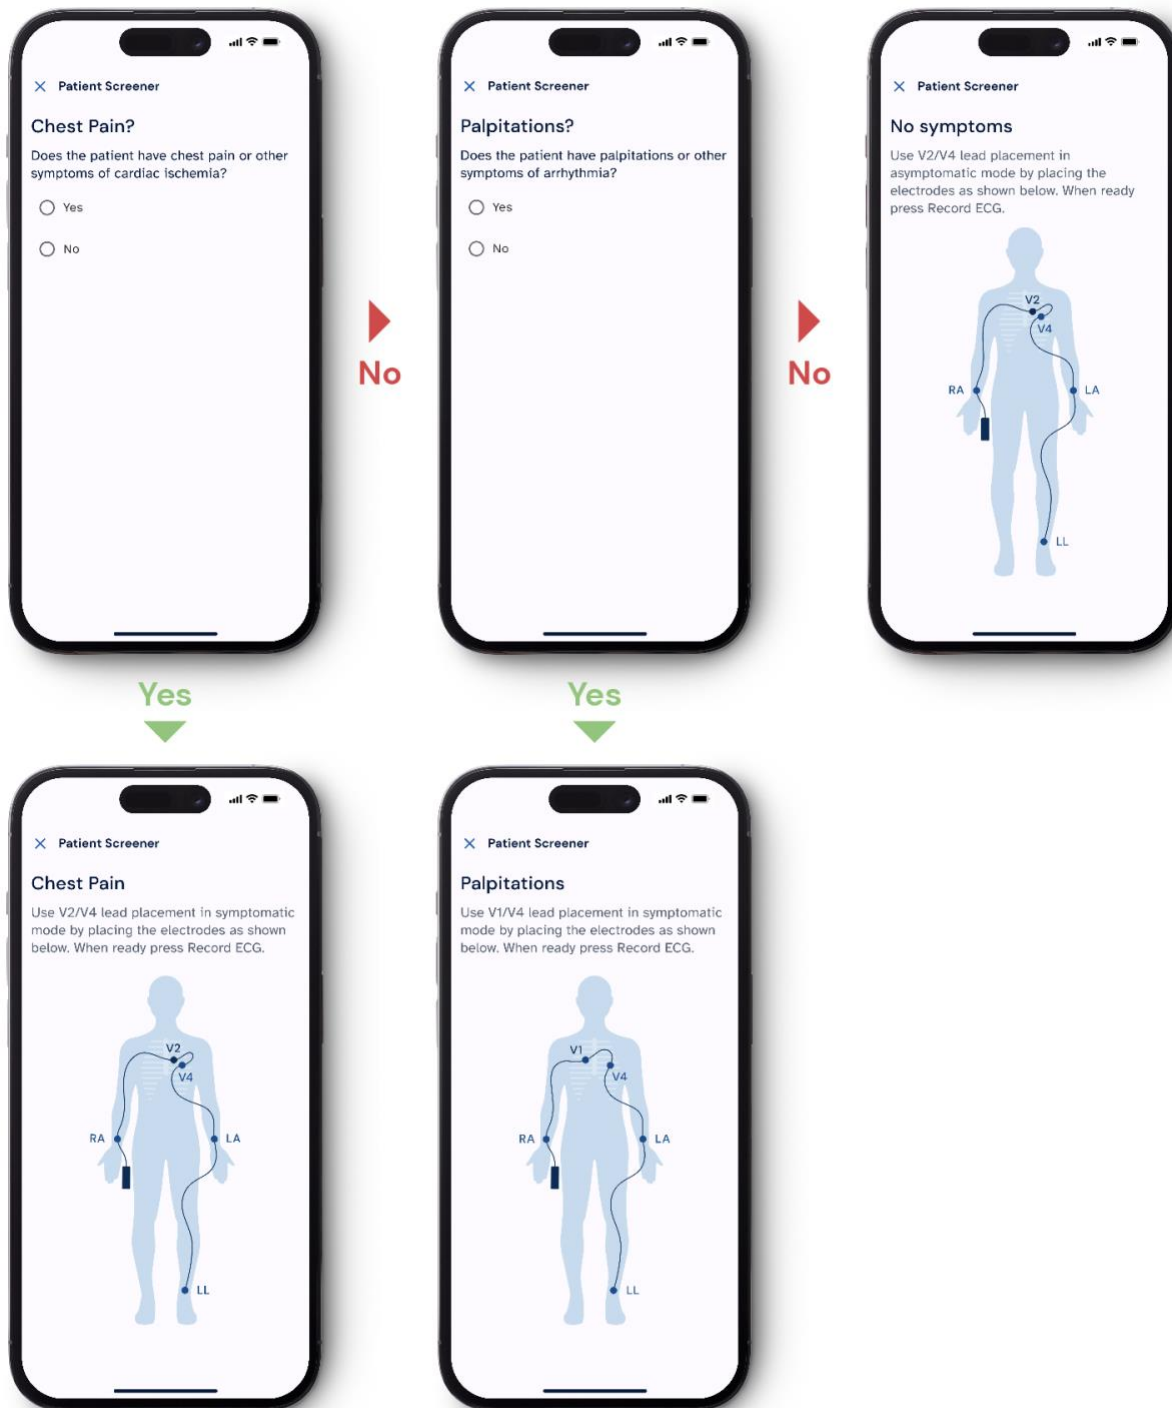 Patient Screener
Chest Pain?
Does the patient have chest pain or other
symptoms of cardiac ischemia?
Yes
No
No
Patient Screener
Palpitations?
Does the patient have palpitations or other
symptoms of arrhythmia?
Yes
No
No
Patient Screener
No symptoms
Use V2/V4 lead placement in
asymptomatic mode by placing the
electrodes as shown below. When ready
press Record ECG.
V2
V4
RA
LA
LL
Yes
Yes
Patient Screener
Chest Pain
Use V2/V4 lead placement in symptomatic
mode by placing the electrodes as shown
below. When ready press Record ECG.
V2
V4
RA
LA
LL
Patient Screener
Palpitations
Use V1/V4 lead placement in symptomatic
mode by placing the electrodes as shown
below. When ready press Record ECG.
V1
V4
RA
LA
LL